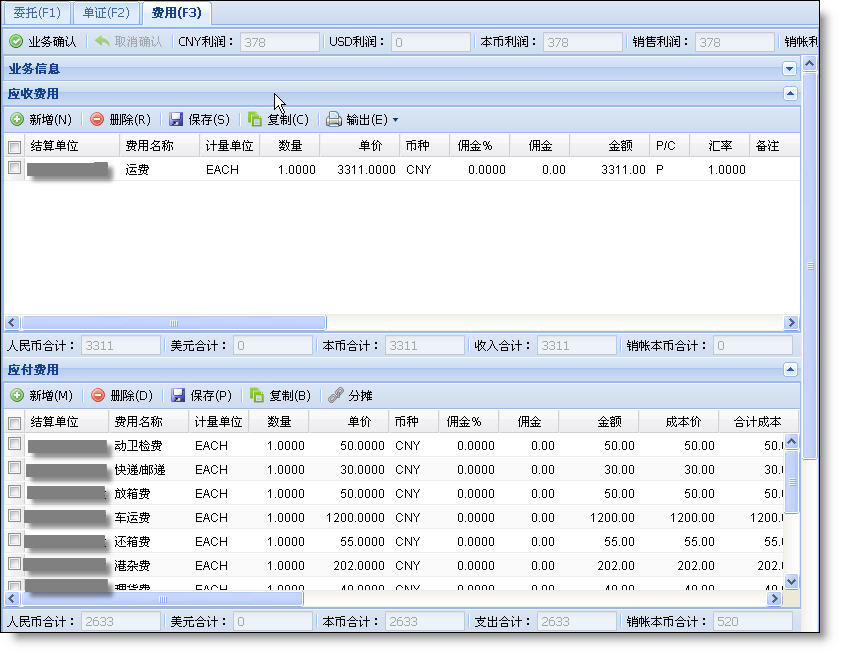 委托(F1) 单证(F2) 费用(F3)
业务确认 取消确认 CNY利润： 378 USD利润： 0 本币利润： 378 销售利润： 378 销帐利
业务信息
应收费用
新增(N) 删除(R) 保存(S) 复制(C) 输出(E)
结算单位 费用名称 计量单位 数量 单价 币种 佣金% 佣金 金额 P/C 汇率 备注
运费 EACH 1.0000 3311.0000 CNY 0.0000 0.00 3311.00 P 1.0000
人民币合计： 3311 美元合计： 0 本币合计： 3311 收入合计： 3311 销帐本币合计： 0
应付费用
新增(M) 删除(D) 保存(P) 复制(B) 分摊
结算单位 费用名称 计量单位 数量 单价 币种 佣金% 佣金 金额 成本价 合计成本
动卫检费 EACH 1.0000 50.0000 CNY 0.0000 0.00 50.00 50.00 50.
快递/邮递 EACH 1.0000 30.0000 CNY 0.0000 0.00 30.00 30.00 30.
放箱费 EACH 1.0000 50.0000 CNY 0.0000 0.00 50.00 50.00 50.
车运费 EACH 1.0000 1200.0000 CNY 0.0000 0.00 1200.00 1200.00 1200.
还箱费 EACH 1.0000 55.0000 CNY 0.0000 0.00 55.00 55.00 55.
港杂费 EACH 1.0000 202.0000 CNY 0.0000 0.00 202.00 202.00 202.
理货费 EACH 1.0000 40.0000 CNY 0.0000 0.00 40.00 40.00 40.
人民币合计： 2633 美元合计： 0 本币合计： 2633 支出合计： 2633 销帐本币合计： 520